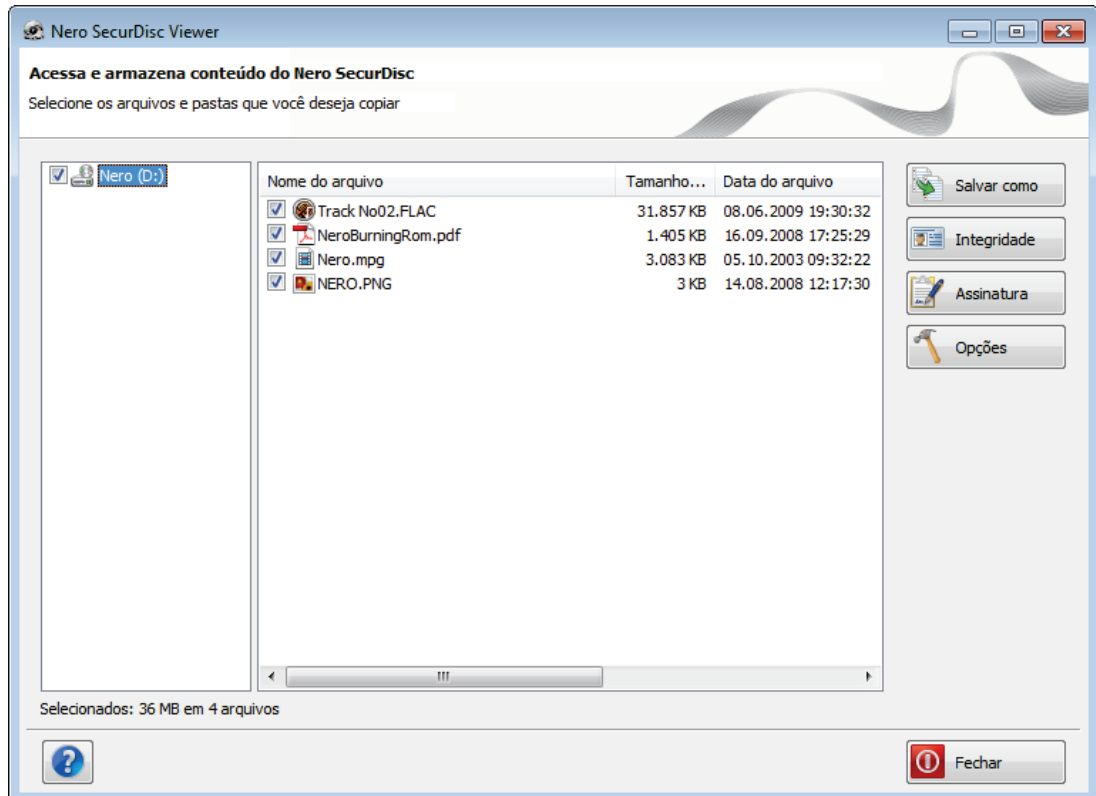 Nero SecurDisc Viewer
Acessa e armazena conteúdo do Nero SecurDisc
Selecione os arquivos e pastas que você deseja copiar
Nero (D:)
Nome do arquivo Tamanho... Data do arquivo
Track No02.FLAC 31.857 KB 08.06.2009 19:30:32
NeroBurningRom.pdf 1.405 KB 16.09.2008 17:25:29
Nero.mpg 3.083 KB 05.10.2003 09:32:22
NERO.PNG 3 KB 14.08.2008 12:17:30
Salvar como
Integridade
Assinatura
Opções
Selecionados: 36 MB em 4 arquivos
Fechar